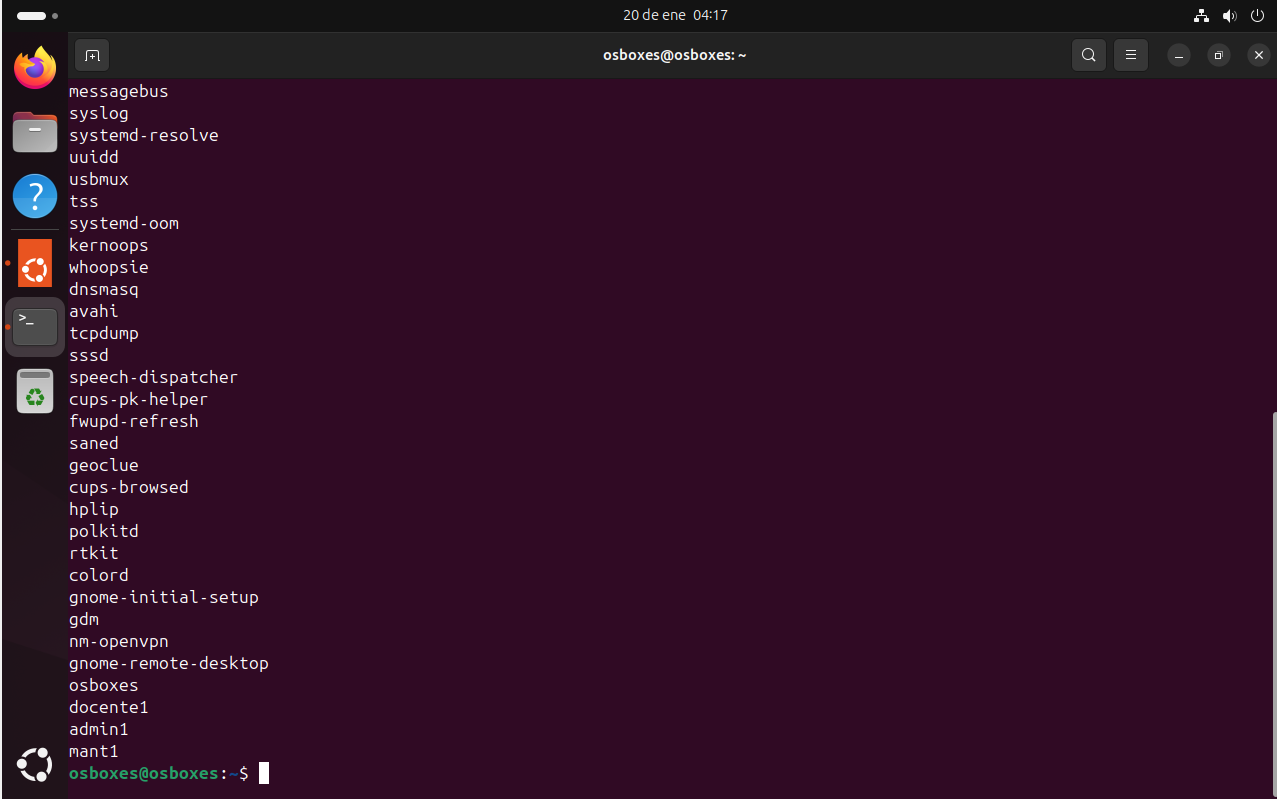 20 de ene 04:17
osboxes@osboxes: ~
messagebus
syslog
systemd-resolve
uuidd
usbmux
tss
systemd-oom
kernoops
whoopsie
dnsmasq
avahi
tcpdump
sssd
speech-dispatcher
cups-pk-helper
fwupd-refresh
saned
geoclue
cups-browsed
hplip
polkitd
rtkit
colord
gnome-initial-setup
gdm
nm-openvpn
gnome-remote-desktop
osboxes
docente1
admin1
mant1
osboxes@osboxes:~$